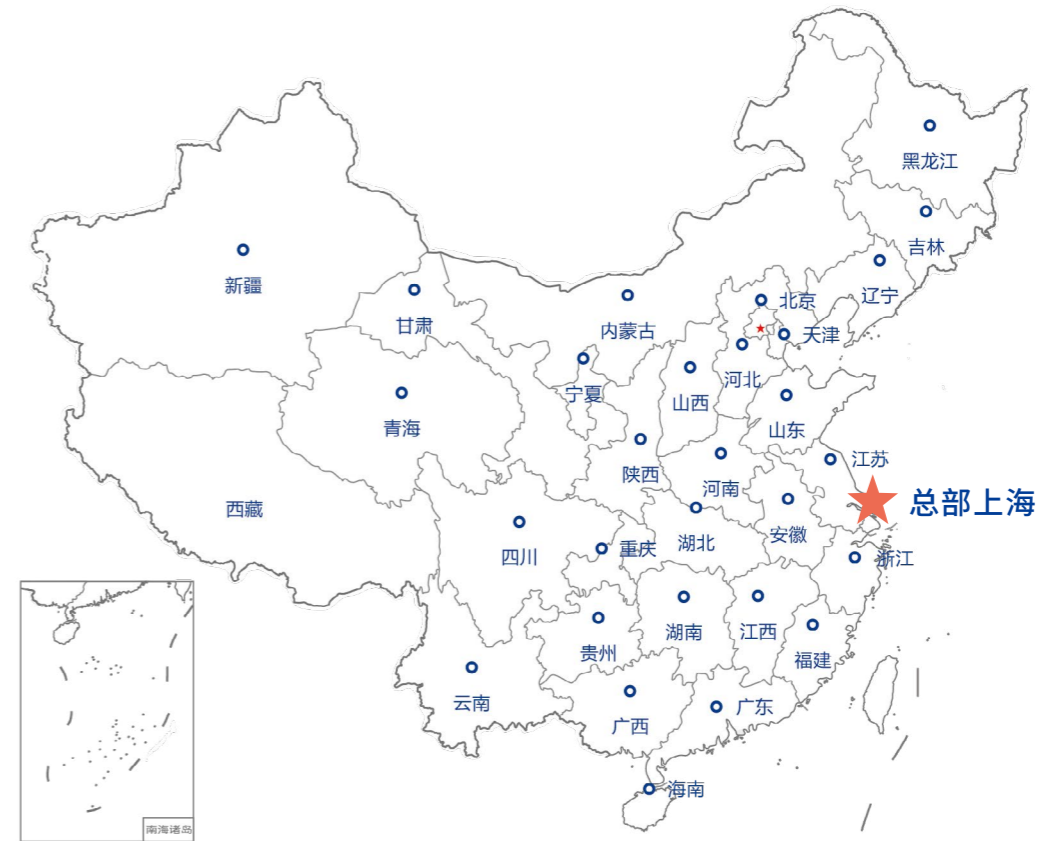 黑龙江
吉林
辽宁
新疆
北京
甘肃
内蒙古
天津
河北
宁夏
山西
青海
山东
江苏
陕西
河南
总部上海
西藏
安徽
湖北
重庆
四川
浙江
湖南
江西
贵州
福建
云南
广东
广西
海南
南海诸岛